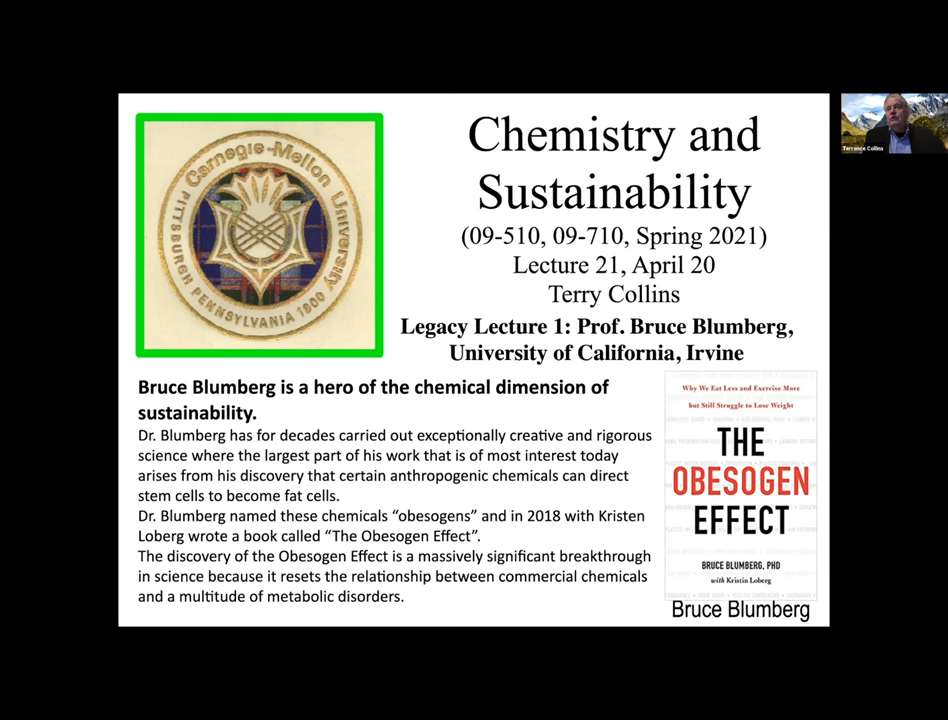 Carnegie-Mellon University
PITTSBURGH PENNSYLVANIA 1900
Chemistry and
Sustainability
(09-510, 09-710, Spring 2021)
Lecture 21, April 20
Terry Collins
Legacy Lecture 1: Prof. Bruce Blumberg,
University of California, Irvine
Terrence Collins
Bruce Blumberg is a hero of the chemical dimension of
sustainability.
Dr. Blumberg has for decades carried out exceptionally creative and rigorous
science where the largest part of his work that is of most interest today
arises from his discovery that certain anthropogenic chemicals can direct
stem cells to become fat cells.
Dr. Blumberg named these chemicals “obesogens” and in 2018 with Kristen
Loberg wrote a book called “The Obesogen Effect”.
The discovery of the Obesogen Effect is a massively significant breakthrough
in science because it resets the relationship between commercial chemicals
and a multitude of metabolic disorders.
Why We Eat Less and Exercise More
but Still Struggle to Lose Weight
THE
OBESOGEN
EFFECT
BRUCE BLUMBERG, PHD
with Kristin Loberg
Bruce Blumberg